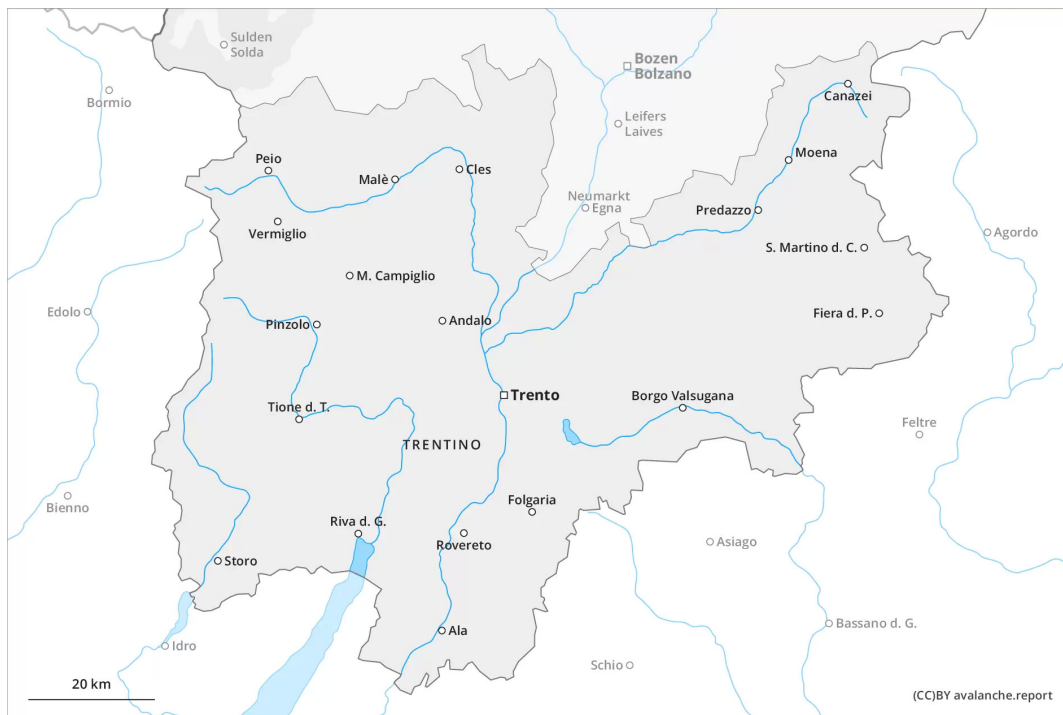 Sulden
Solda
Bozen
Bolzano
Bormio
Canazei
Leifers
Laives
Moena
Peio
Malè
Cles
Neumarkt
Egna
Predazzo
Vermiglio
Agordo
S. Martino d. C.
M. Campiglio
Edolo
Pinzolo
Andalo
Fiera d. P.
Trento
Borgo Valsugana
Tione d. T.
Feltre
TRENTINO
Bienno
Folgaria
Riva d. G.
Rovereto
Asiago
Storo
Ala
Bassano d. G.
Idro
Schio
20 km
(CC)BY avalanche.report